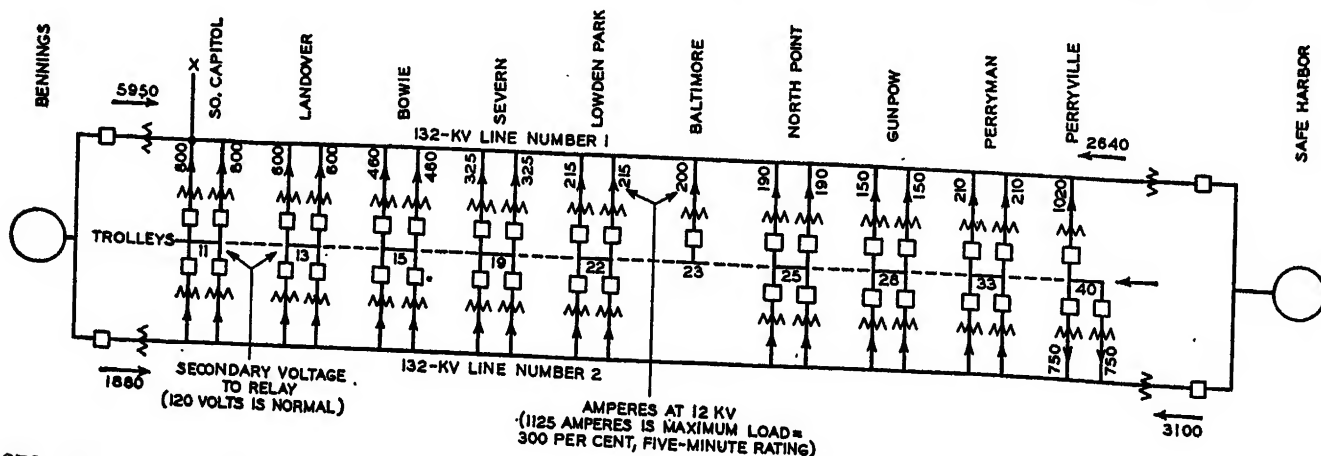 BENNINGS
SO. CAPITOL
LANDOVER
BOWIE
SEVERN
LOWDEN PARK
BALTIMORE
NORTH POINT
GUNPOW
PERRYMAN
PERRYVILLE
SAFE HARBOR
X
5950
132-KV LINE NUMBER 1
2640
800 800 600 600 460 460 325 325 215 215 200 190 190 150 150 210 210 1020
TROLLEYS
11 13 15 19 22 23 25 28 33 40
750 750
132-KV LINE NUMBER 2
1880
3100
SECONDARY VOLTAGE
TO RELAY
(120 VOLTS IS NORMAL)
AMPERES AT 12 KV
(1125 AMPERES IS MAXIMUM LOAD=
300 PER CENT, FIVE-MINUTE RATING)